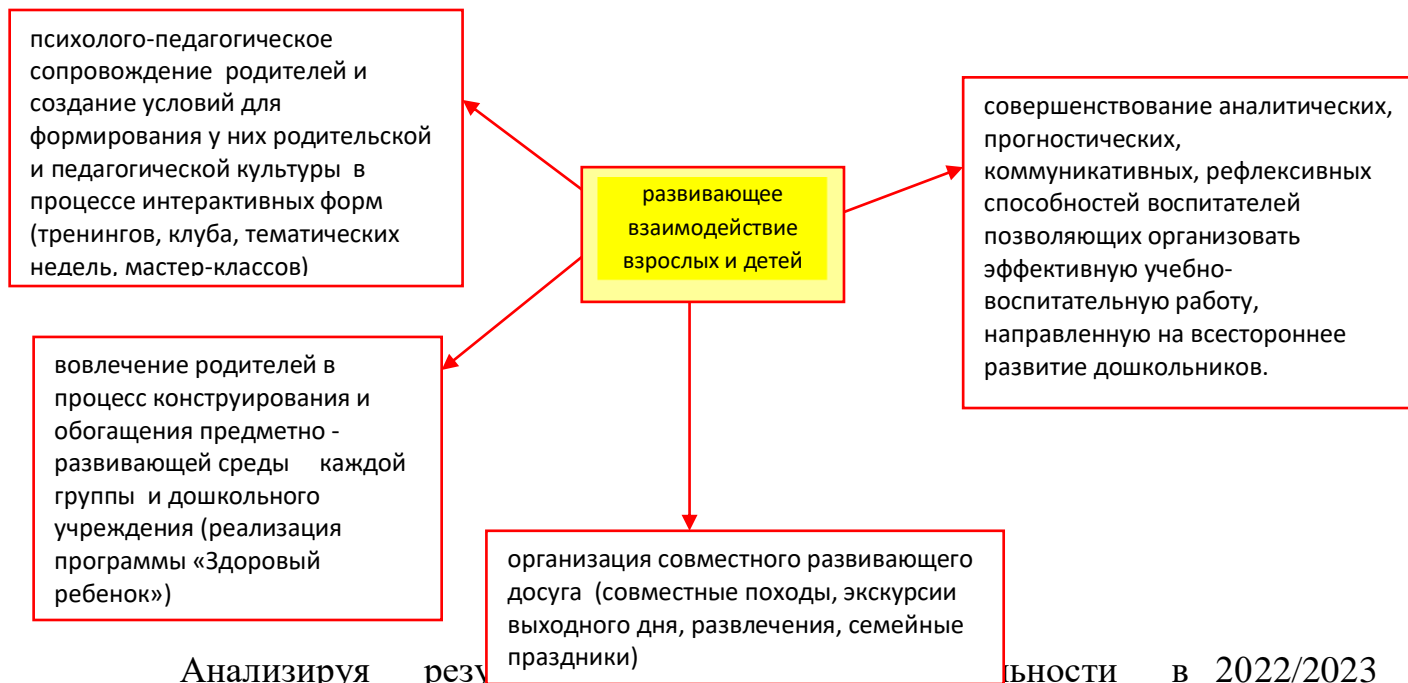 психолого-педагогическое
сопровождение родителей и
создание условий для
формирования у них родительской
и педагогической культуры в
процессе интерактивных форм
(тренингов, клуба, тематических
недель, мастер-классов)
развивающее
взаимодействие
взрослых и детей
совершенствование аналитических,
прогностических,
коммуникативных, рефлексивных
способностей воспитателей
позволяющих организовать
эффективную учебно-
воспитательную работу,
направленную на всестороннее
развитие дошкольников.
вовлечение родителей в
процесс конструирования и
обогащения предметно -
развивающей среды каждой
группы и дошкольного
учреждения (реализация
программы «Здоровый
ребенок»)
организация совместного развивающего
досуга (совместные походы, экскурсии
выходного дня, развлечения, семейные
праздники)
Анализируя в 2022/2023